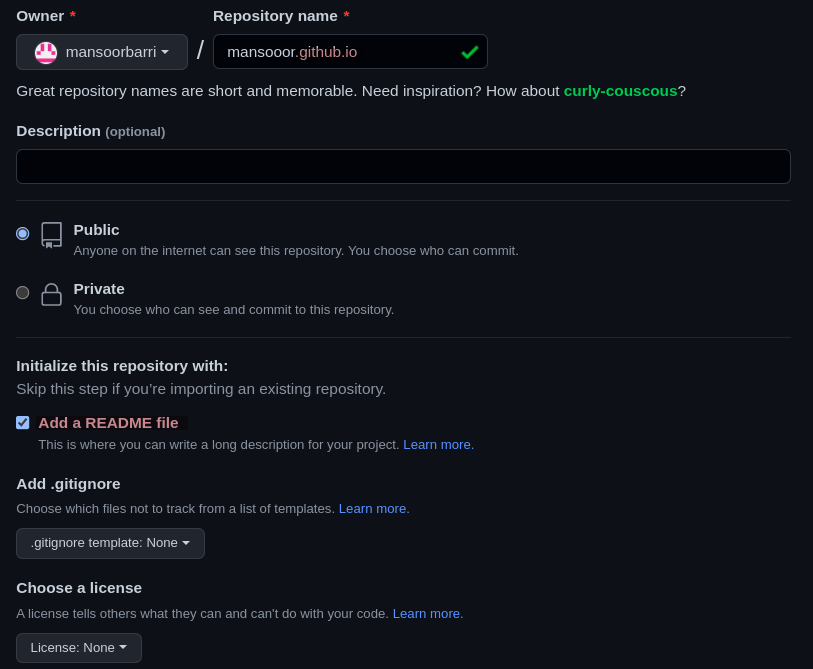 Owner * Repository name *
mansoorbarri / mansooor.github.io
Great repository names are short and memorable. Need inspiration? How about curly-couscous?
Description (optional)
Public
Anyone on the internet can see this repository. You choose who can commit.
Private
You choose who can see and commit to this repository.
Initialize this repository with:
Skip this step if you’re importing an existing repository.
Add a README file
This is where you can write a long description for your project. Learn more.
Add .gitignore
Choose which files not to track from a list of templates. Learn more.
.gitignore template: None
Choose a license
A license tells others what they can and can't do with your code. Learn more.
License: None